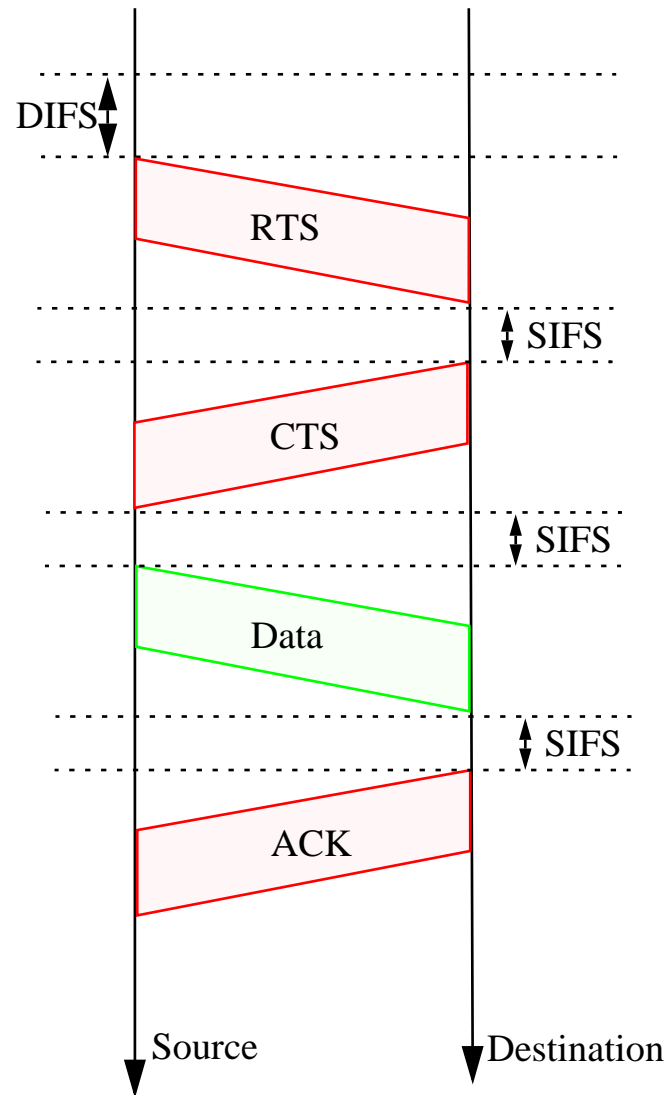 DIFS
RTS
SIFS
CTS
SIFS
Data
SIFS
ACK
Source
Destination